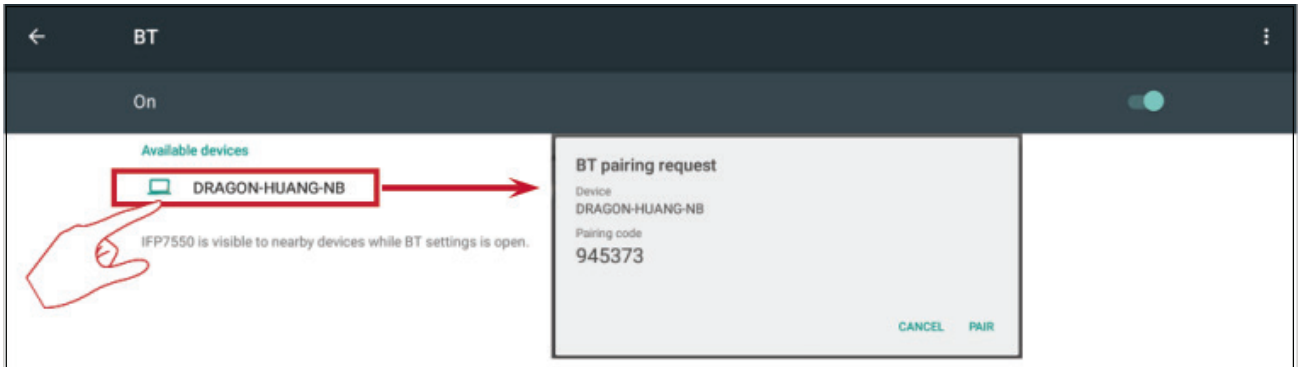 BT
On
Available devices
DRAGON-HUANG-NB
IFP7550 is visible to nearby devices while BT settings is open.
BT pairing request
Device
DRAGON-HUANG-NB
Pairing code
945373
CANCEL PAIR